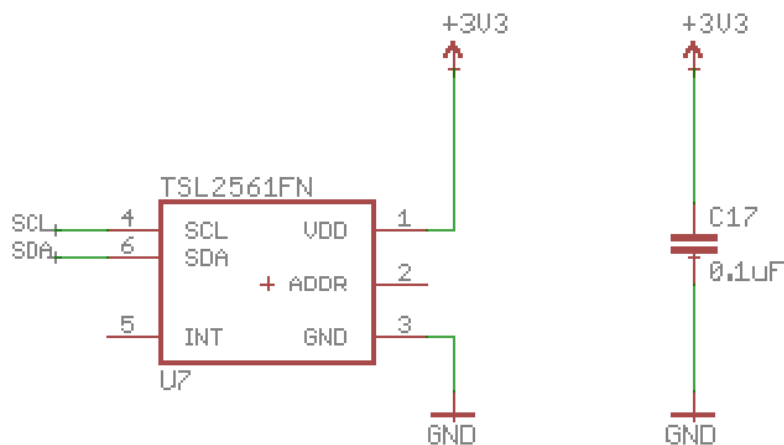 +3V3
+3V3
TSL2561FN
SCL 4 SCL VDD 1
SDA 6 SDA
ADDR 2
5 INT GND 3
U7
C17
0.1uF
GND
GND